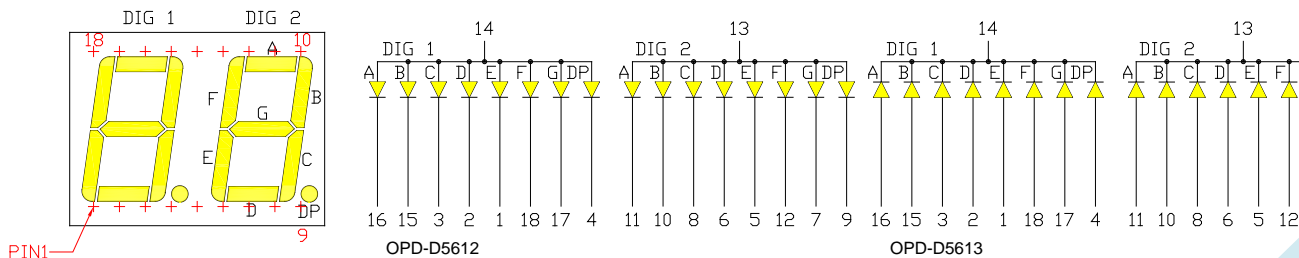 DIG 1 DIG 2
18 10
A
F B
G
E C
D DP
9
PIN1
14
DIG 1
A B C D E F G DP
16 15 3 2 1 18 17 4
OPD-D5612
13
DIG 2
A B C D E F G DP
11 10 8 6 5 12 7 9
14
DIG 1
A B C D E F G DP
16 15 3 2 1 18 17 4
OPD-D5613
13
DIG 2
A B C D E F
11 10 8 6 5 12